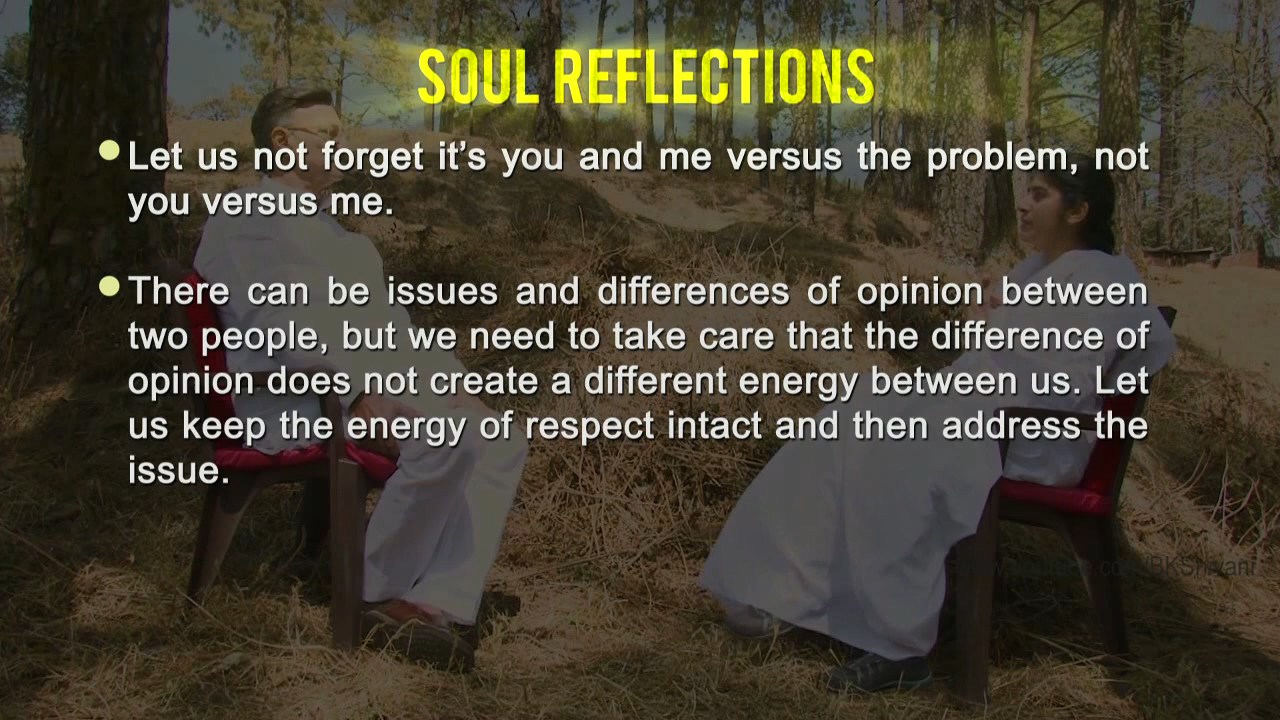 SOUL REFLECTIONS
Let us not forget it's you and me versus the problem, not
you versus me.
There can be issues and differences of opinion between
two people, but we need to take care that the difference of
opinion does not create a different energy between us. Let
us keep the energy of respect intact and then address the
issue.